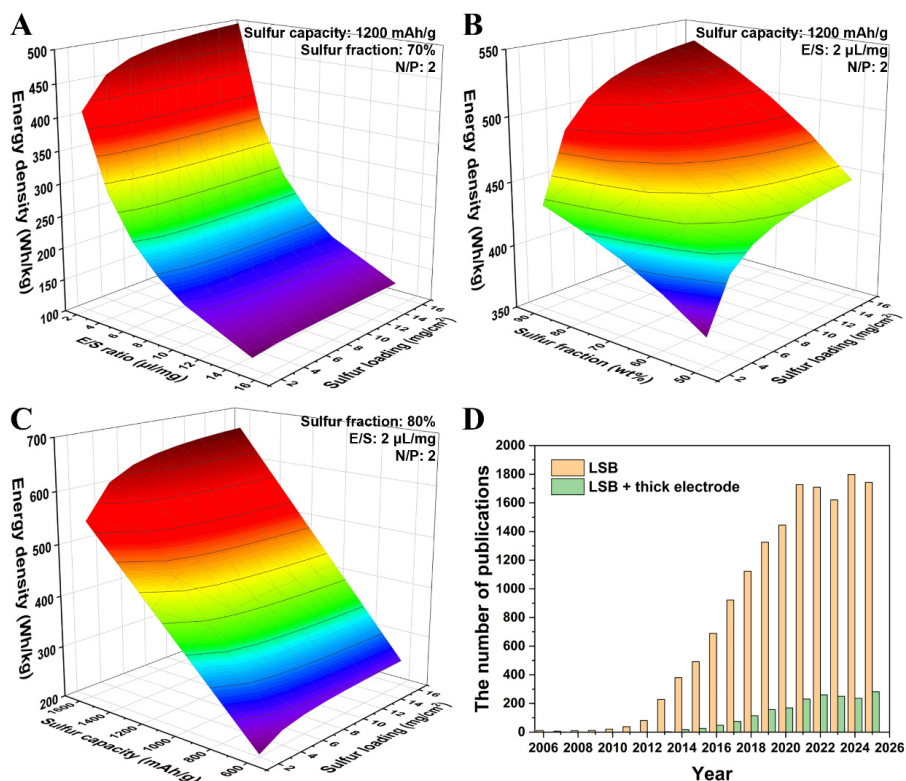 A
Sulfur capacity: 1200 mAh/g
Sulfur fraction: 70%
N/P: 2
Energy density (Wh/kg)
500
450
400
350
300
250
200
150
100
2
4
6
8
10
12
14
16
E/S ratio (μl/mg)
2
4
6
8
10
12
14
16
Sulfur loading (mg/cm²)
B
Sulfur capacity: 1200 mAh/g
E/S: 2 μL/mg
N/P: 2
Energy density (Wh/kg)
550
500
450
400
350
90
80
70
60
50
Sulfur fraction (wt%)
2
4
6
8
10
12
14
16
Sulfur loading (mg/cm²)
C
Sulfur fraction: 80%
E/S: 2 μL/mg
N/P: 2
Energy density (Wh/kg)
700
600
500
400
300
200
1600
1400
1200
1000
800
600
Sulfur capacity (mAh/g)
2
4
6
8
10
12
14
16
Sulfur loading (mg/cm²)
D
The number of publications
2000
1800
1600
1400
1200
1000
800
600
400
200
0
LSB
LSB + thick electrode
2006 2008 2010 2012 2014 2016 2018 2020 2022 2024 2026
Year